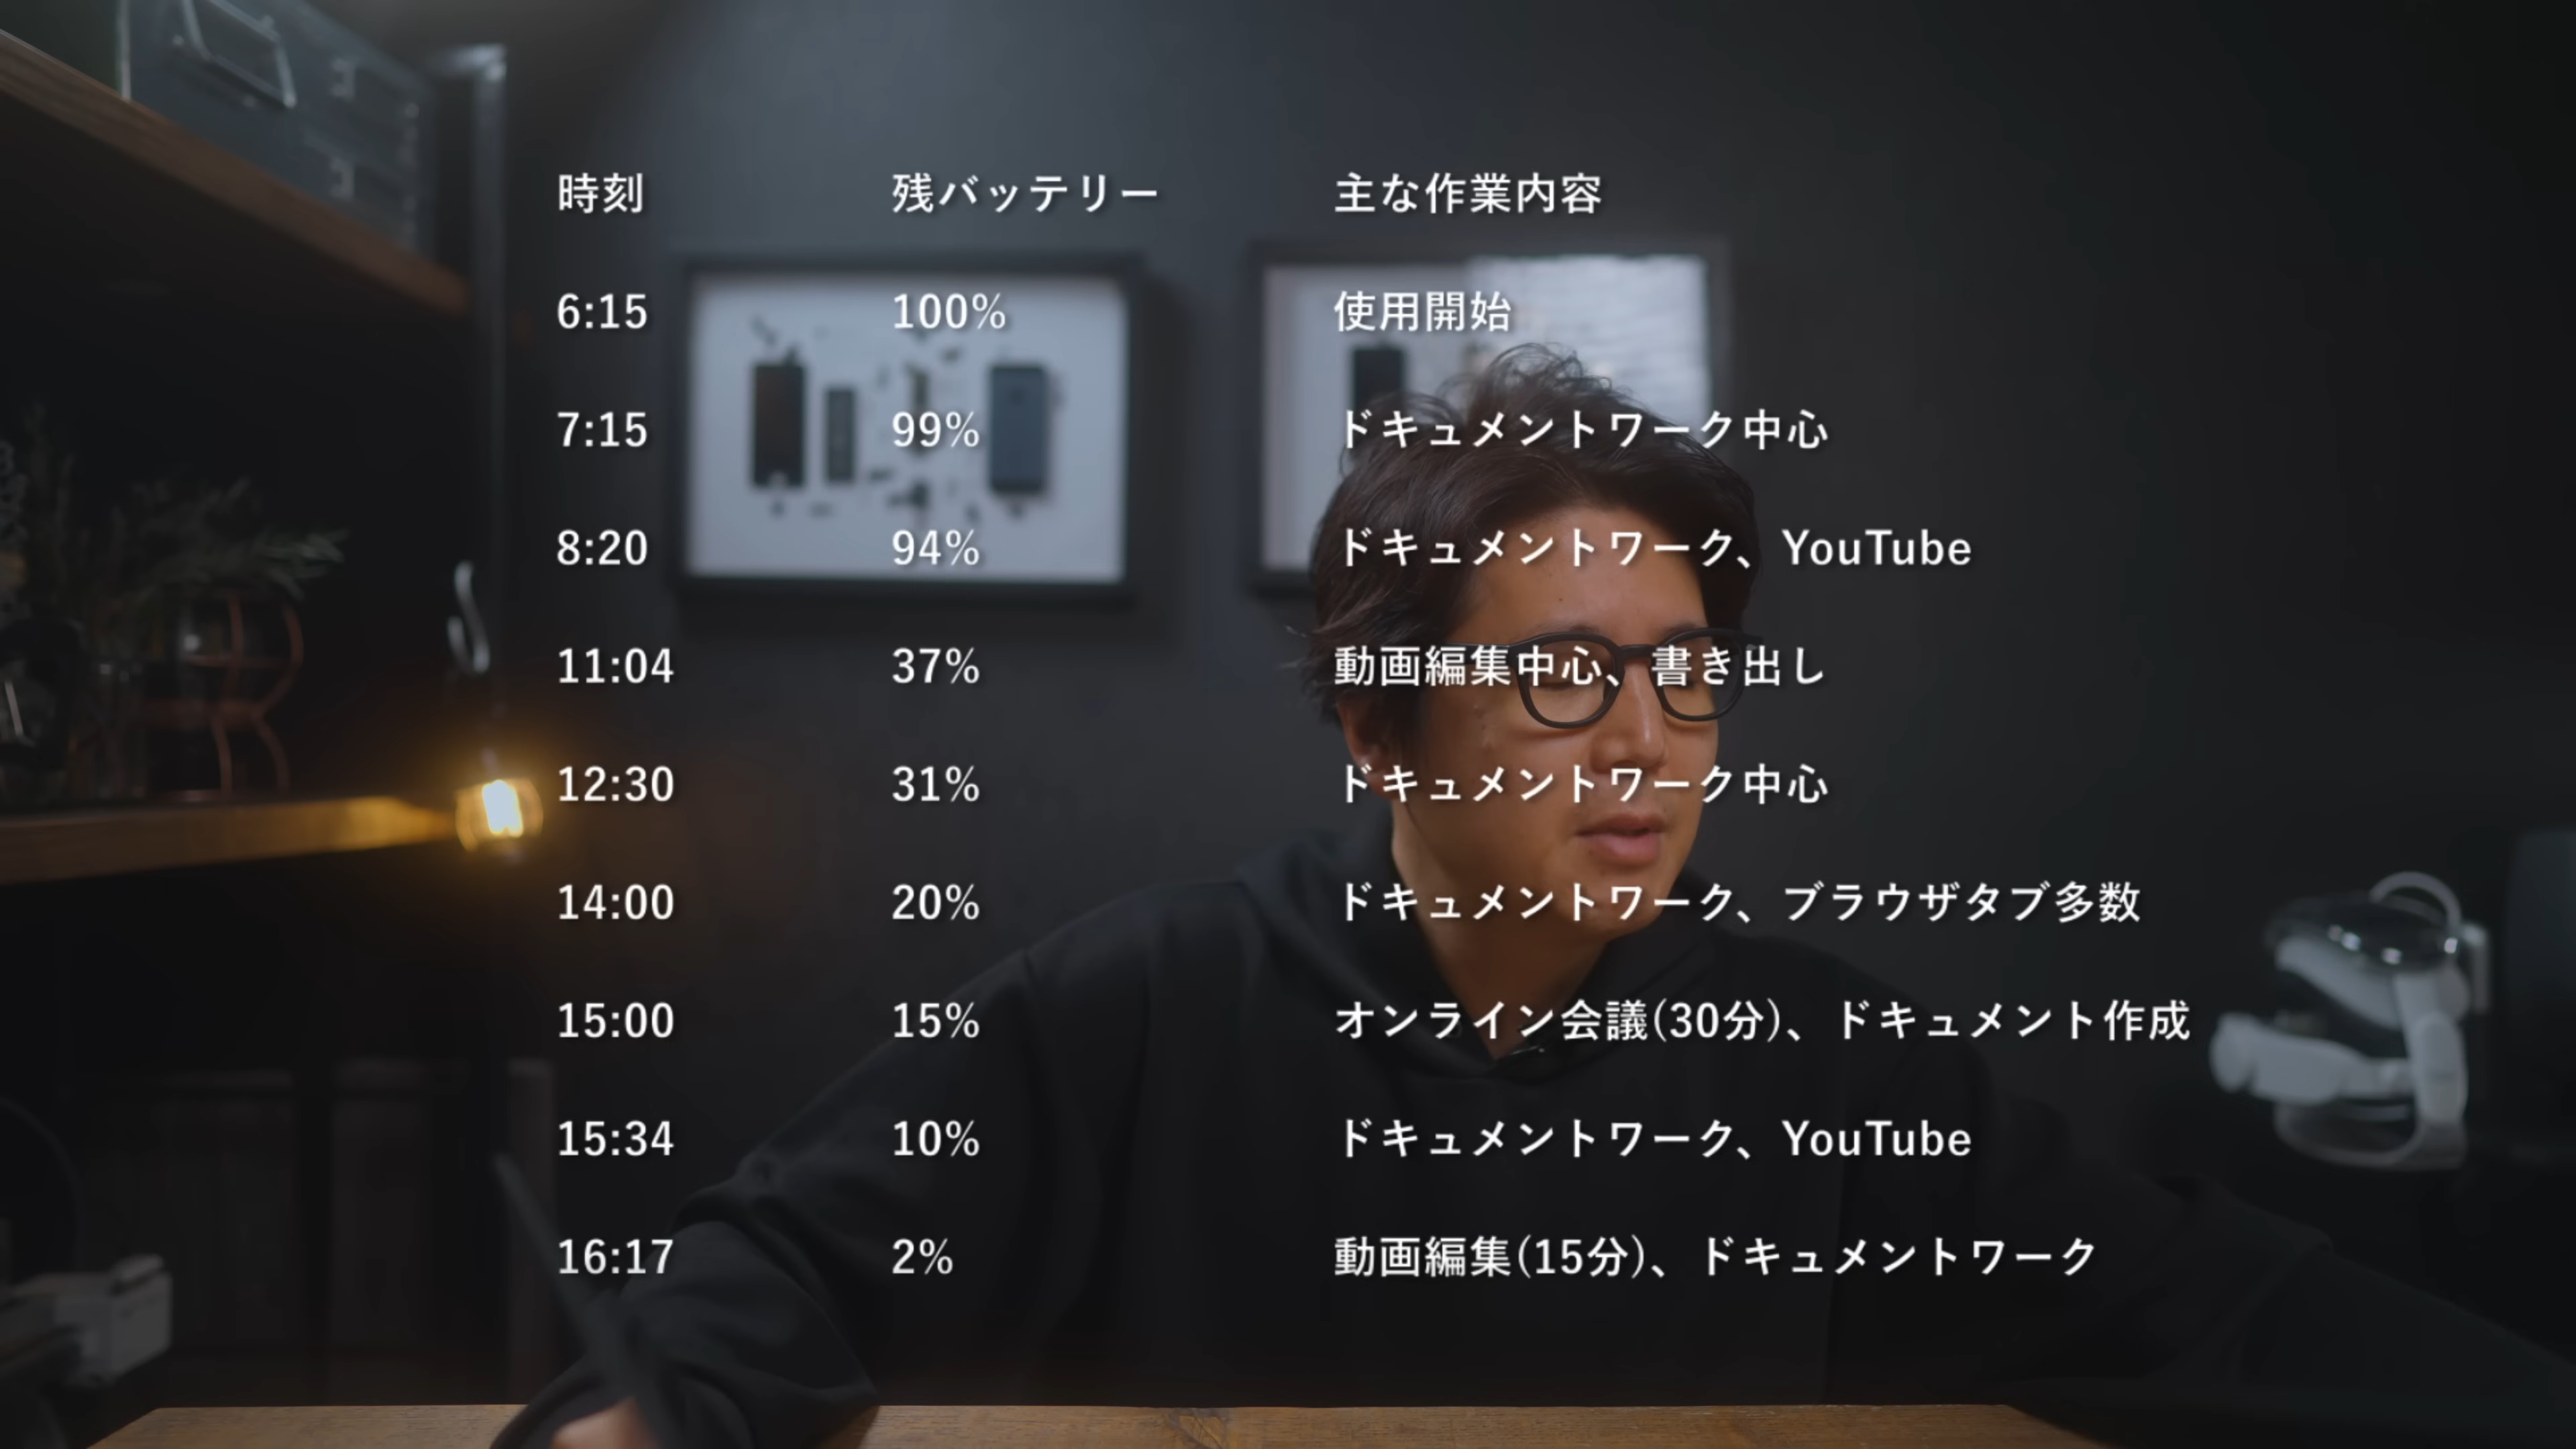 時刻 残バッテリー 主な作業内容
6:15 100% 使用開始
7:15 99% ドキュメントワーク中心
8:20 94% ドキュメントワーク、YouTube
11:04 37% 動画編集中心、書き出し
12:30 31% ドキュメントワーク中心
14:00 20% ドキュメントワーク、ブラウザタブ多数
15:00 15% オンライン会議(30分)、ドキュメント作成
15:34 10% ドキュメントワーク、YouTube
16:17 2% 動画編集(15分)、ドキュメントワーク